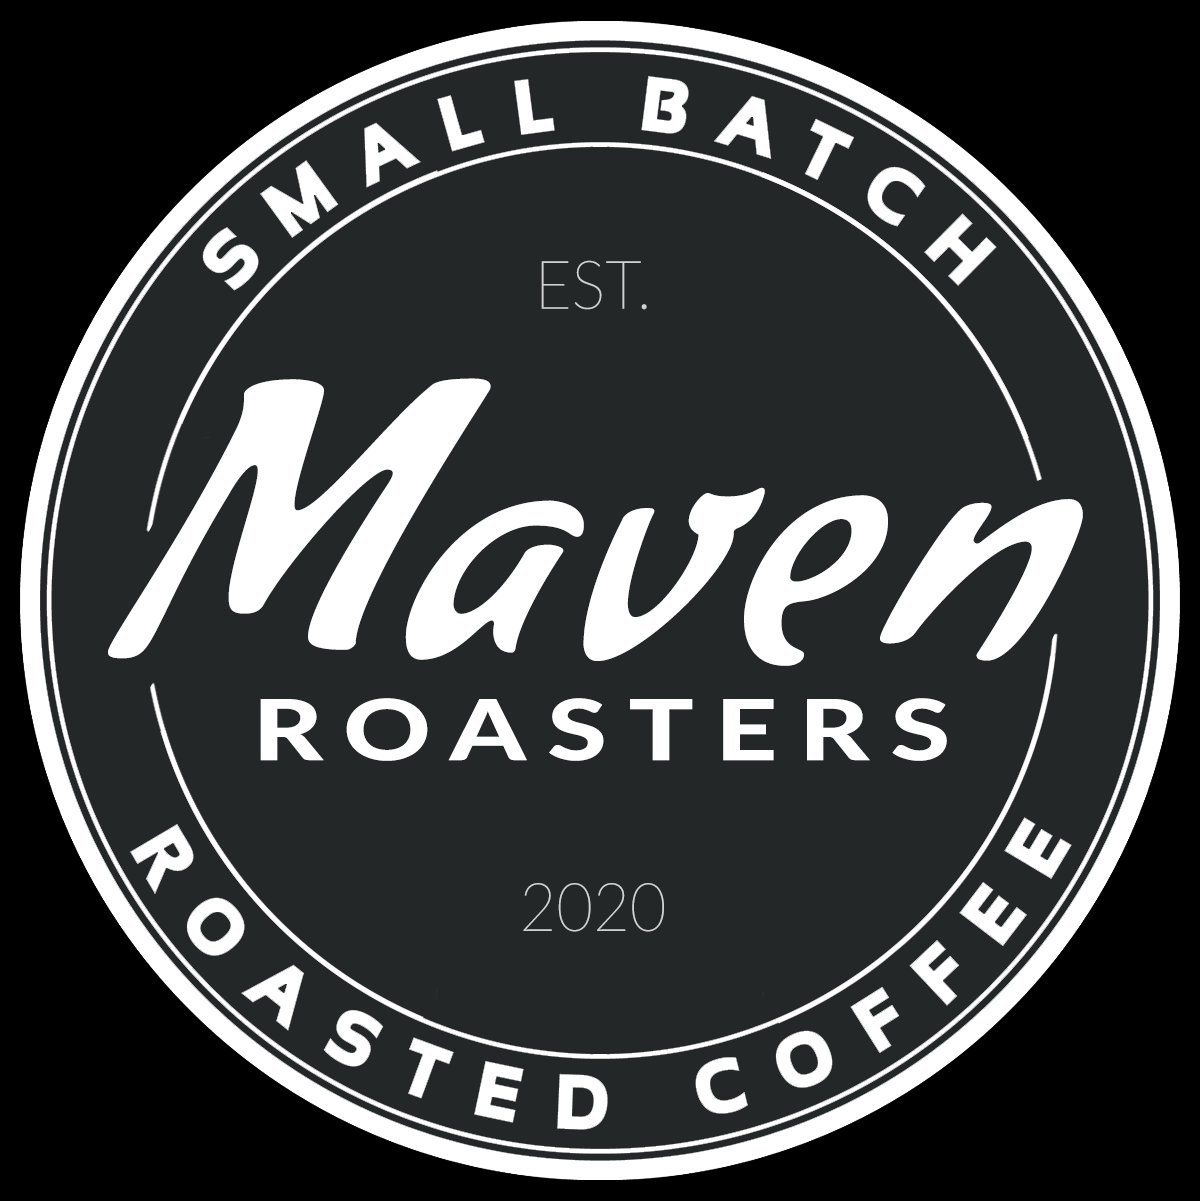 SMALL BATCH
EST.
Maven
ROASTERS
2020
ROASTED COFFEE